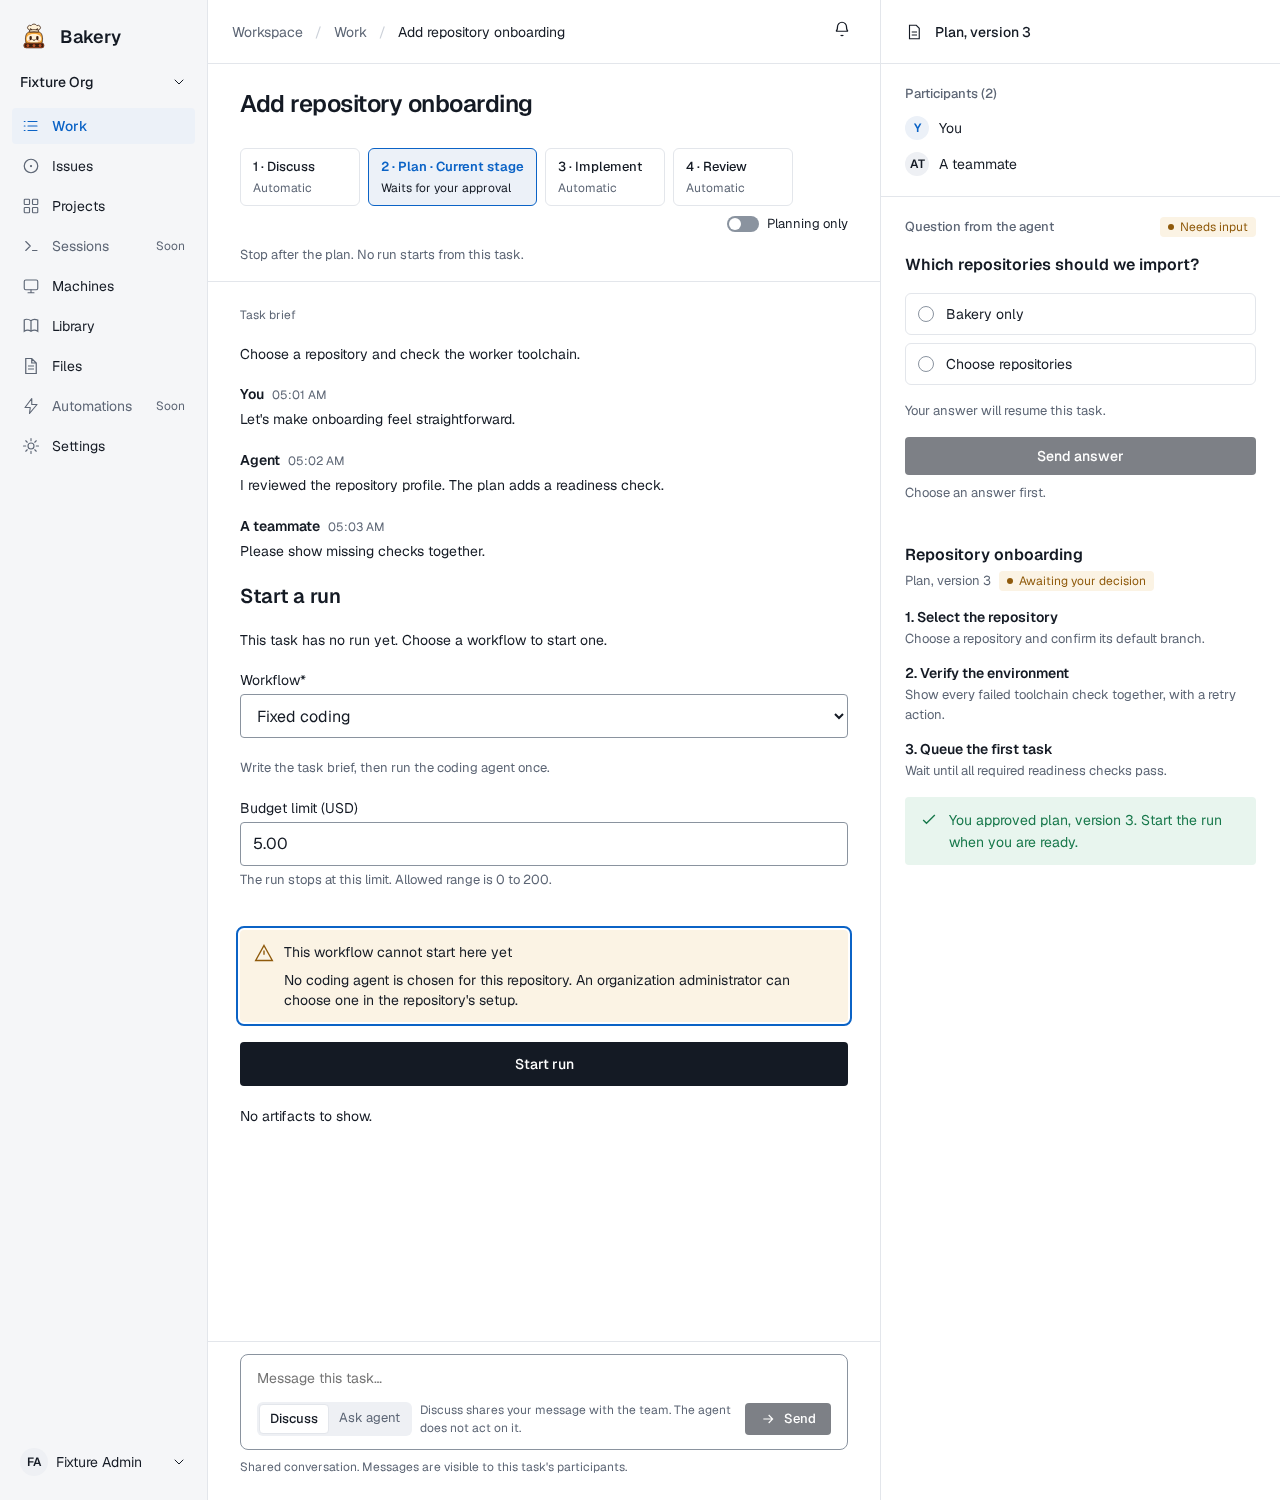 Bakery
Fixture Org
Work
Issues
Projects
Sessions Soon
Machines
Library
Files
Automations Soon
Settings
FA Fixture Admin
Workspace / Work / Add repository onboarding
Add repository onboarding
1 · Discuss
Automatic
2 · Plan · Current stage
Waits for your approval
3 · Implement
Automatic
4 · Review
Automatic
Planning only
Stop after the plan. No run starts from this task.
Task brief
Choose a repository and check the worker toolchain.
You 05:01 AM
Let's make onboarding feel straightforward.
Agent 05:02 AM
I reviewed the repository profile. The plan adds a readiness check.
A teammate 05:03 AM
Please show missing checks together.
Start a run
This task has no run yet. Choose a workflow to start one.
Workflow*
Fixed coding
Write the task brief, then run the coding agent once.
Budget limit (USD)
5.00
The run stops at this limit. Allowed range is 0 to 200.
This workflow cannot start here yet
No coding agent is chosen for this repository. An organization administrator can
choose one in the repository's setup.
Start run
No artifacts to show.
Message this task…
Discuss Ask agent
Discuss shares your message with the team. The agent
does not act on it.
Send
Shared conversation. Messages are visible to this task's participants.
Plan, version 3
Participants (2)
Y You
AT A teammate
Question from the agent Needs input
Which repositories should we import?
Bakery only
Choose repositories
Your answer will resume this task.
Send answer
Choose an answer first.
Repository onboarding
Plan, version 3 Awaiting your decision
1. Select the repository
Choose a repository and confirm its default branch.
2. Verify the environment
Show every failed toolchain check together, with a retry
action.
3. Queue the first task
Wait until all required readiness checks pass.
You approved plan, version 3. Start the run
when you are ready.